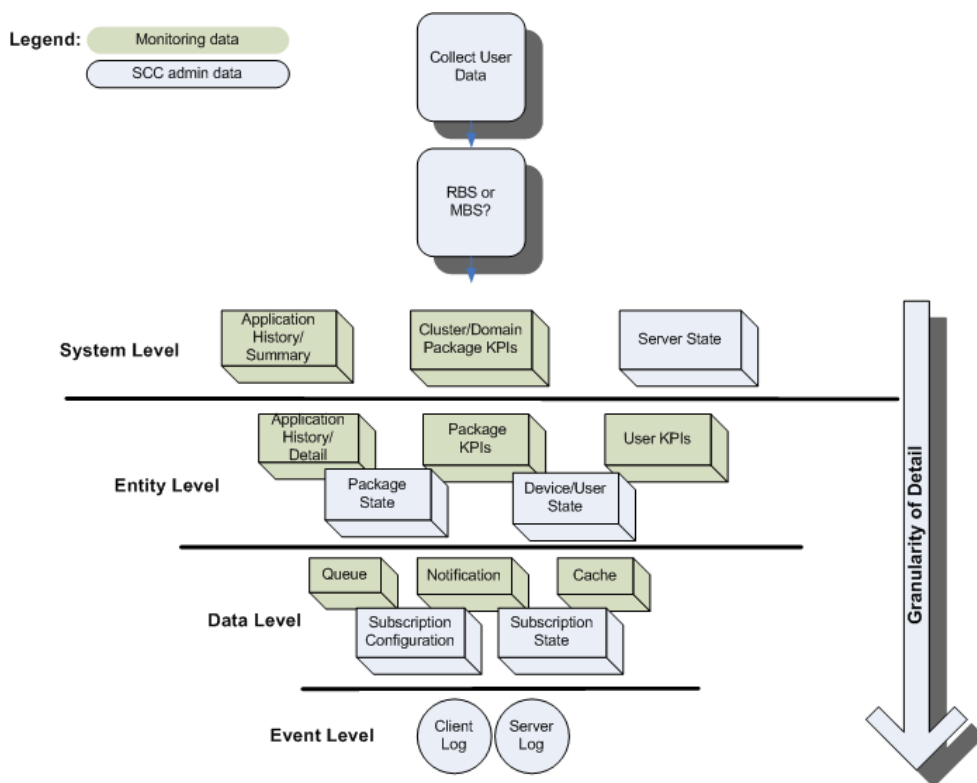 Legend:
Monitoring data
SCC admin data
Collect User
Data
RBS or
MBS?
System Level
Application
History/
Summary
Cluster/Domain
Package KPIs
Server State
Entity Level
Application
History/
Detail
Package
KPIs
User KPIs
Package
State
Device/User
State
Data Level
Queue
Notification
Cache
Subscription
Configuration
Subscription
State
Event Level
Client
Log
Server
Log
Granularity of Detail